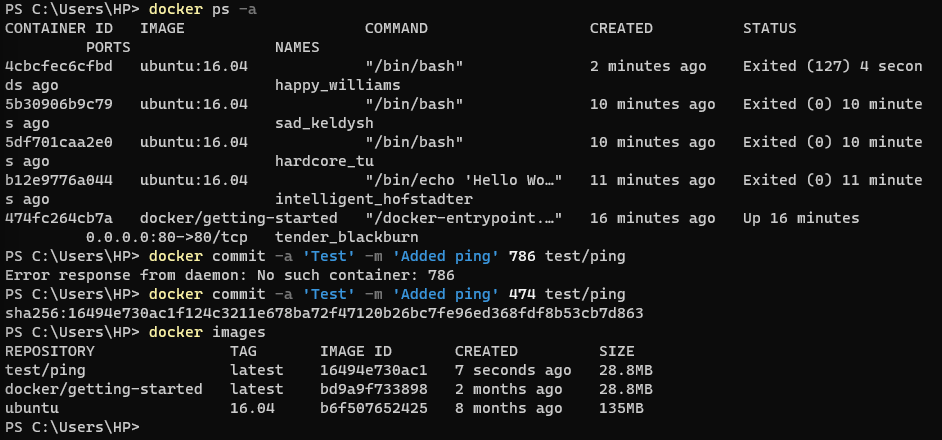 PS C:\Users\HP> docker ps -a
CONTAINER ID   IMAGE                    COMMAND                  CREATED          STATUS
         PORTS                NAMES
4cbcfec6cfbd   ubuntu:16.04             "/bin/bash"              2 minutes ago    Exited (127) 4 secon
ds ago                        happy_williams
5b30906b9c79   ubuntu:16.04             "/bin/bash"              10 minutes ago   Exited (0) 10 minute
s ago                         sad_keldysh
5df701caa2e0   ubuntu:16.04             "/bin/bash"              10 minutes ago   Exited (0) 10 minute
s ago                         hardcore_tu
b12e9776a044   ubuntu:16.04             "/bin/echo 'Hello Wo…"   11 minutes ago   Exited (0) 11 minute
s ago                         intelligent_hofstadter
474fc264cb7a   docker/getting-started   "/docker-entrypoint.…"   16 minutes ago   Up 16 minutes
         0.0.0.0:80->80/tcp   tender_blackburn
PS C:\Users\HP> docker commit -a 'Test' -m 'Added ping' 786 test/ping
Error response from daemon: No such container: 786
PS C:\Users\HP> docker commit -a 'Test' -m 'Added ping' 474 test/ping
sha256:16494e730ac1f124c3211e678ba72f47120b26bc7fe96ed368fdf8b53cb7d863
PS C:\Users\HP> docker images
REPOSITORY               TAG       IMAGE ID       CREATED         SIZE
test/ping                latest    16494e730ac1   7 seconds ago   28.8MB
docker/getting-started   latest    bd9a9f733898   2 months ago    28.8MB
ubuntu                   16.04     b6f507652425   8 months ago    135MB
PS C:\Users\HP>